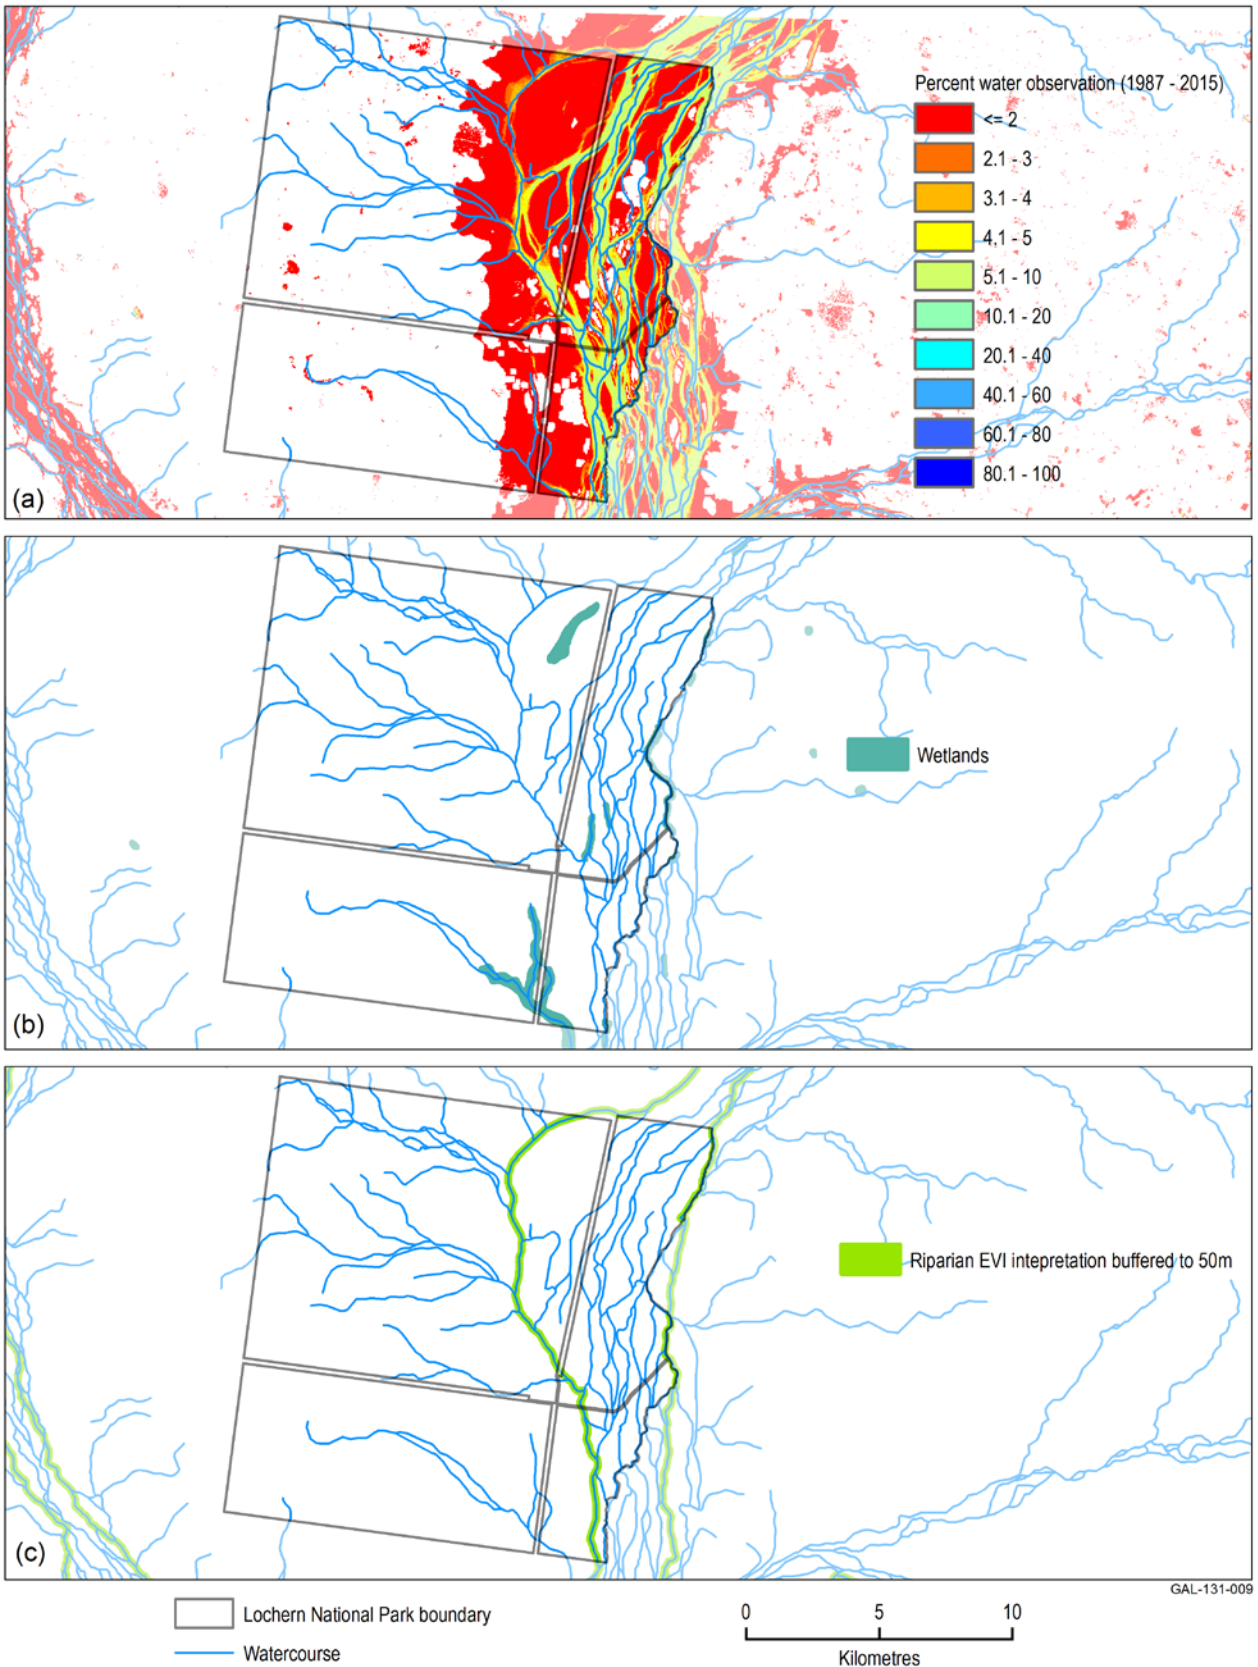 Percent water observation (1987 - 2015)
<= 2
2.1 - 3
3.1 - 4
4.1 - 5
5.1 - 10
10.1 - 20
20.1 - 40
40.1 - 60
60.1 - 80
80.1 - 100
(a)
Wetlands
(b)
Riparian EVI intepretation buffered to 50m
(c)
GAL-131-009
Lochern National Park boundary
Watercourse
0 5 10
Kilometres